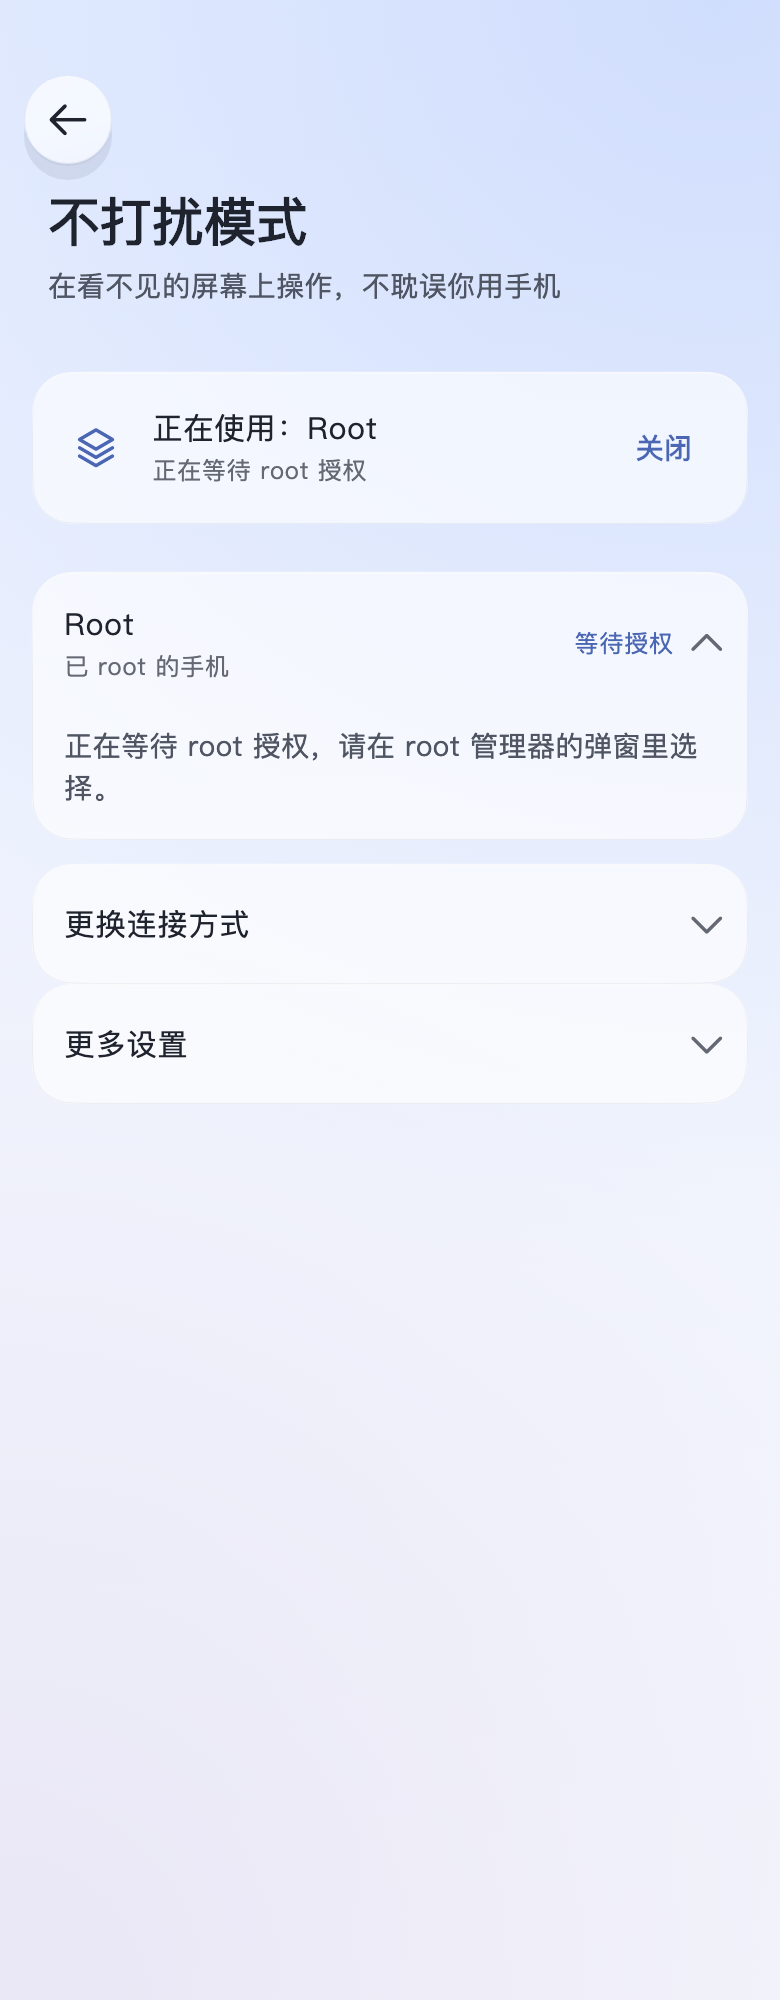 不打扰模式
在看不见的屏幕上操作，不耽误你用手机
正在使用：Root
正在等待 root 授权
关闭
Root
已 root 的手机
等待授权
正在等待 root 授权，请在 root 管理器的弹窗里选
择。
更换连接方式
更多设置